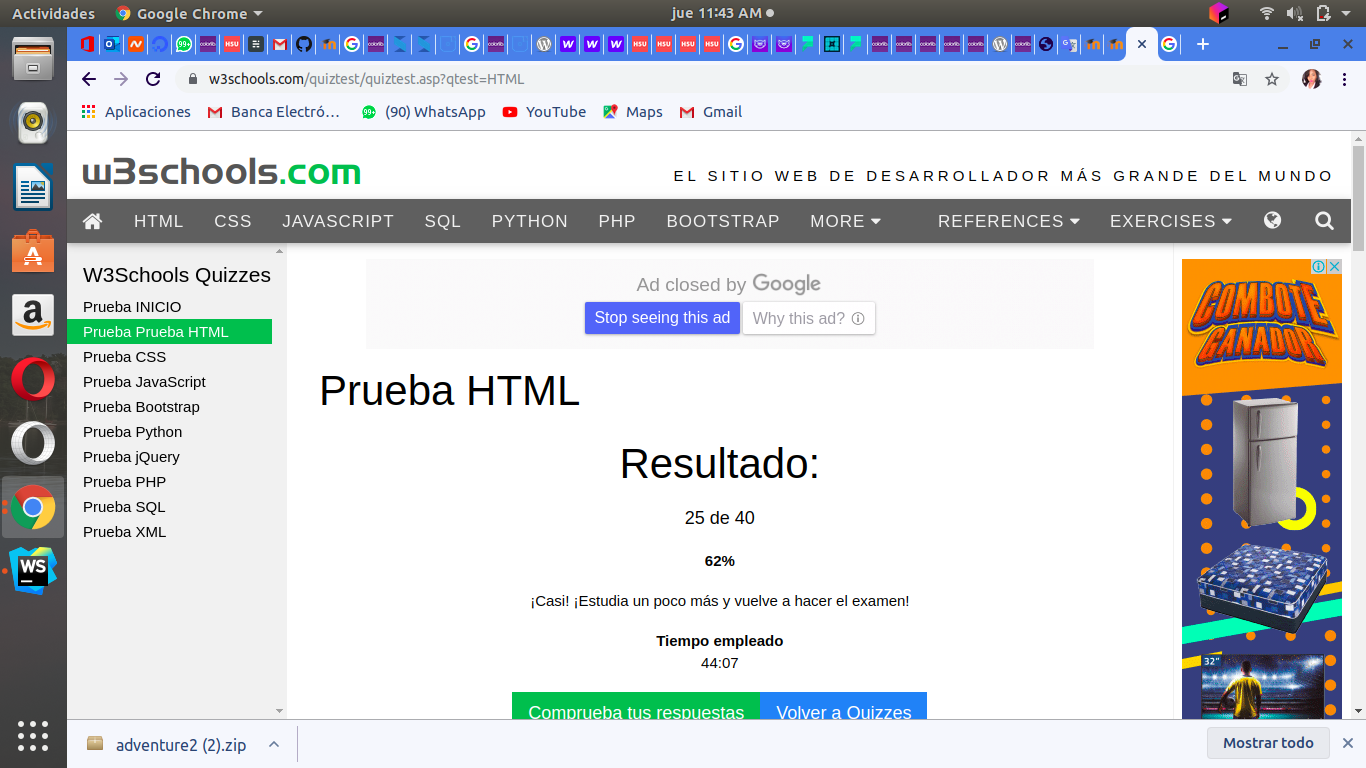 Actividades
Google Chrome
jue 11:43 AM
w3schools.com/quiztest/quiztest.asp?qtest=HTML
Aplicaciones
Banca Electró…
(90) WhatsApp
YouTube
Maps
Gmail
w3schools.com
EL SITIO WEB DE DESARROLLADOR MÁS GRANDE DEL MUNDO
HTML
CSS
JAVASCRIPT
SQL
PYTHON
PHP
BOOTSTRAP
MORE
REFERENCES
EXERCISES
W3Schools Quizzes
Prueba INICIO
Prueba Prueba HTML
Prueba CSS
Prueba JavaScript
Prueba Bootstrap
Prueba Python
Prueba jQuery
Prueba PHP
Prueba SQL
Prueba XML
Ad closed by Google
Stop seeing this ad
Why this ad?
Prueba HTML
Resultado:
25 de 40
62%
¡Casi! ¡Estudia un poco más y vuelve a hacer el examen!
Tiempo empleado
44:07
Comprueba tus respuestas
Volver a Quizzes
COMBOTE
GANADOR
32"
WS
adventure2 (2).zip
Mostrar todo